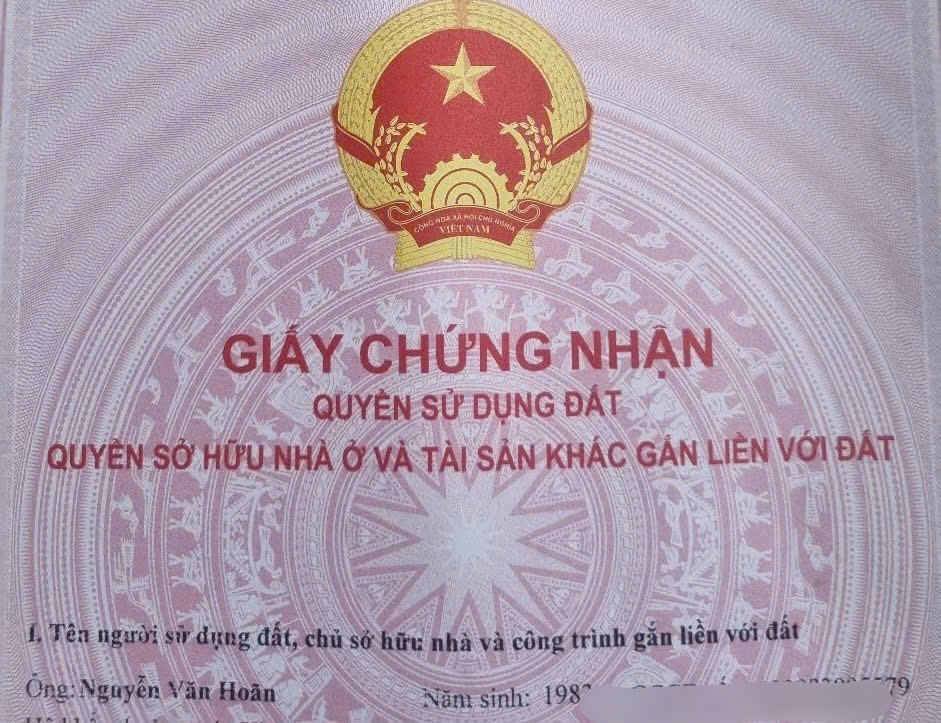 CỘNG HÒA XÃ HỘI CHỦ NGHĨA
VIỆT NAM
GIẤY CHỨNG NHẬN
QUYỀN SỬ DỤNG ĐẤT
QUYỀN SỞ HỮU NHÀ Ở VÀ TÀI SẢN KHÁC GẮN LIỀN VỚI ĐẤT
I. Tên người sử dụng đất, chủ sở hữu nhà và công trình gắn liền với đất
Ông: Nguyễn Văn Hoãn Năm sinh: